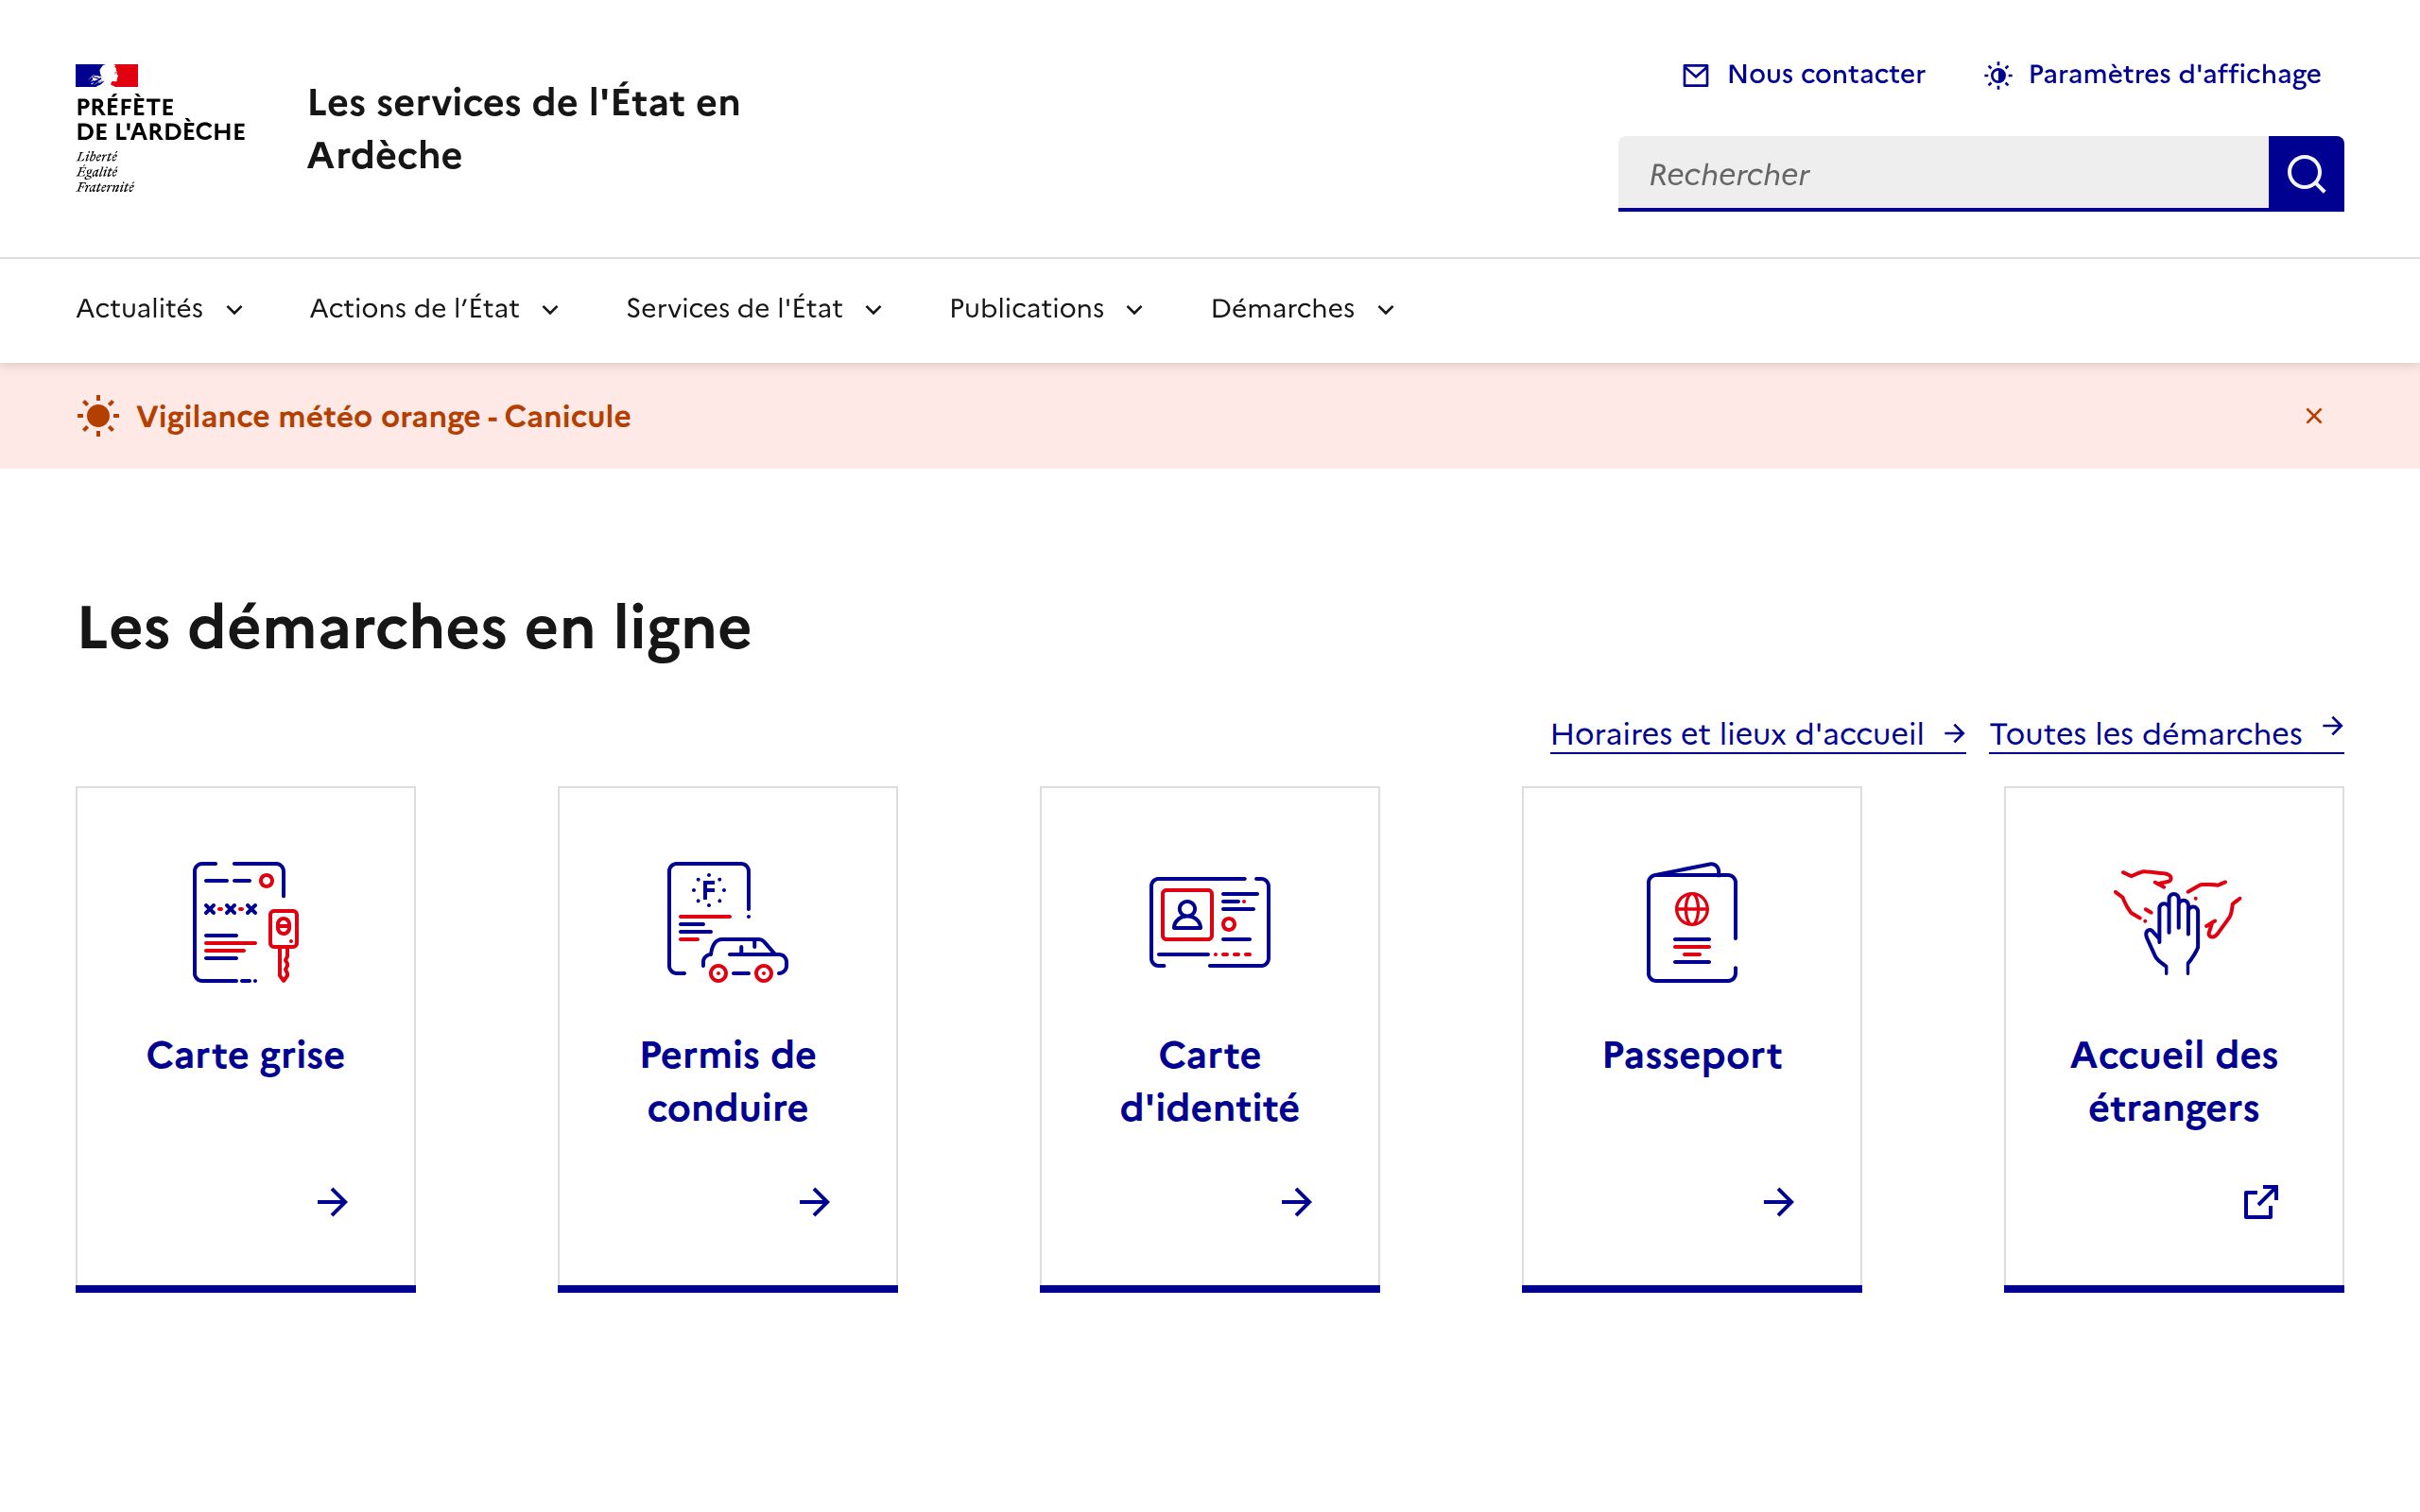 PRÉFÈTE
DE L'ARDÈCHE
Liberté
Égalité
Fraternité
Les services de l'État en
Ardèche
Nous contacter
Paramètres d'affichage
Rechercher
Actualités
Actions de l’État
Services de l'État
Publications
Démarches
Vigilance météo orange - Canicule
Les démarches en ligne
Horaires et lieux d'accueil
Toutes les démarches
F
Carte grise
Permis de
conduire
Carte
d'identité
Passeport
Accueil des
étrangers